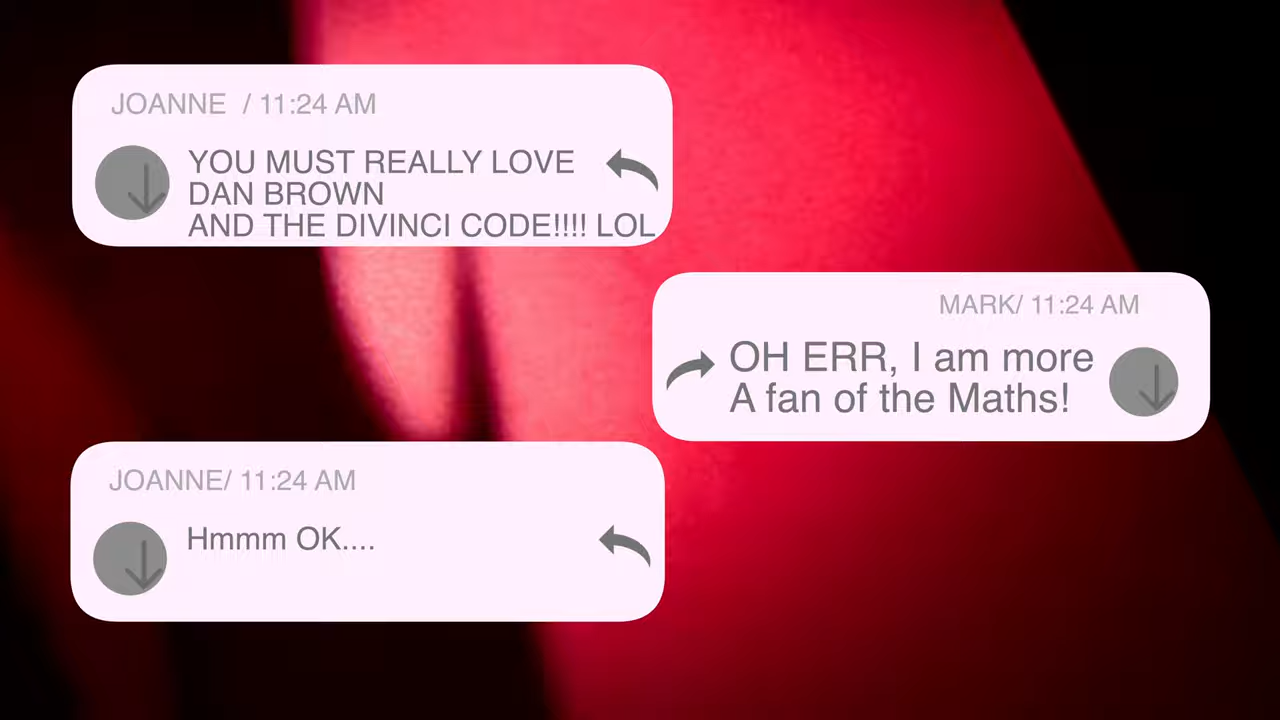 JOANNE  / 11:24 AM
YOU MUST REALLY LOVE
DAN BROWN
AND THE DIVINCI CODE!!!! LOL
MARK/ 11:24 AM
OH ERR, I am more
A fan of the Maths!
JOANNE/ 11:24 AM
Hmmm OK....